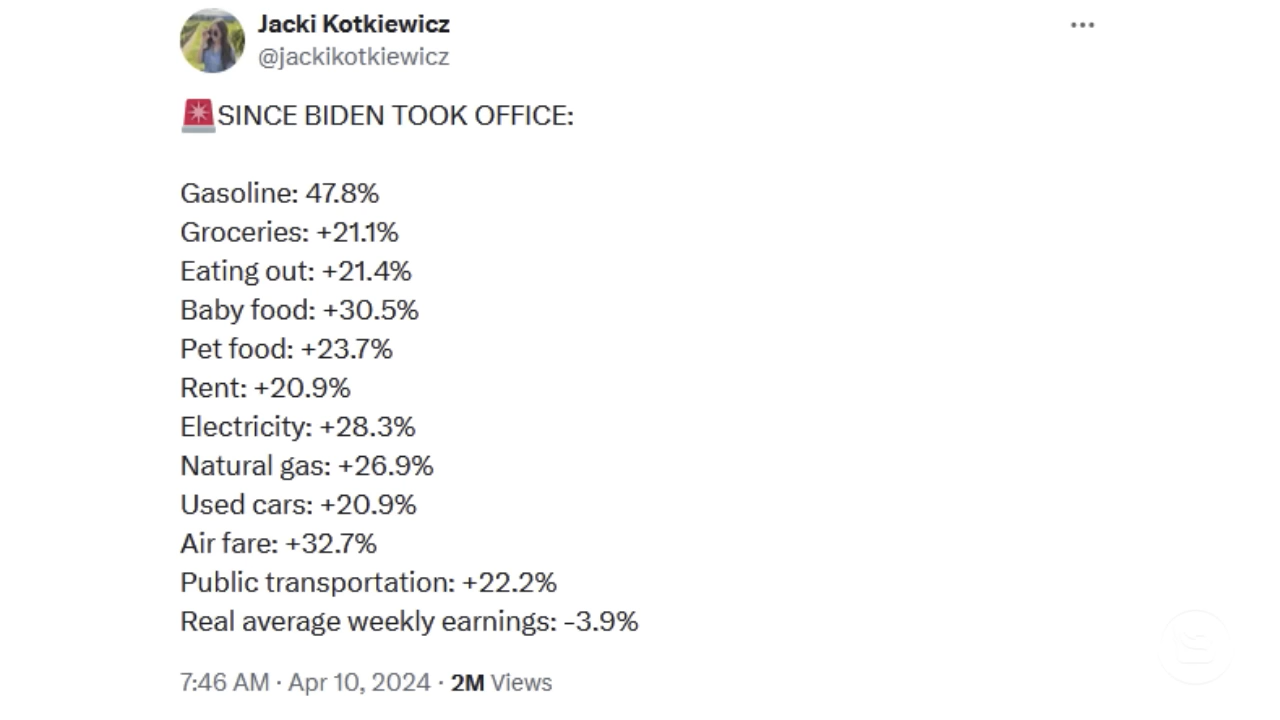 Jacki Kotkiewicz
@jackikotkiewicz
🚨SINCE BIDEN TOOK OFFICE:
Gasoline: 47.8%
Groceries: +21.1%
Eating out: +21.4%
Baby food: +30.5%
Pet food: +23.7%
Rent: +20.9%
Electricity: +28.3%
Natural gas: +26.9%
Used cars: +20.9%
Air fare: +32.7%
Public transportation: +22.2%
Real average weekly earnings: -3.9%
7:46 AM · Apr 10, 2024 · 2M Views